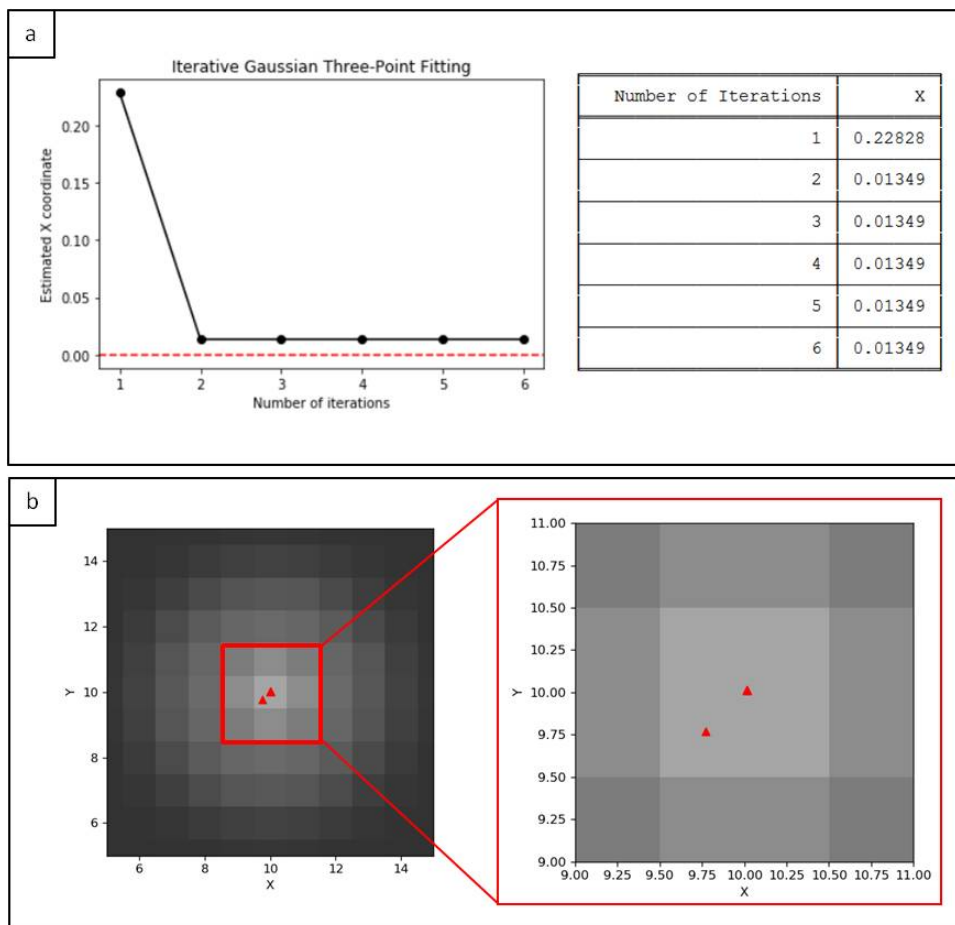 a
Iterative Gaussian Three-Point Fitting
Estimated X coordinate
0.20
0.15
0.10
0.05
0.00
1 2 3 4 5 6
Number of iterations
Number of Iterations X
1 0.22828
2 0.01349
3 0.01349
4 0.01349
5 0.01349
6 0.01349
b
Y
14
12
10
8
6
6 8 10 12 14
X
Y
11.00
10.75
10.50
10.25
10.00
9.75
9.50
9.25
9.00
9.00 9.25 9.50 9.75 10.00 10.25 10.50 10.75 11.00
X